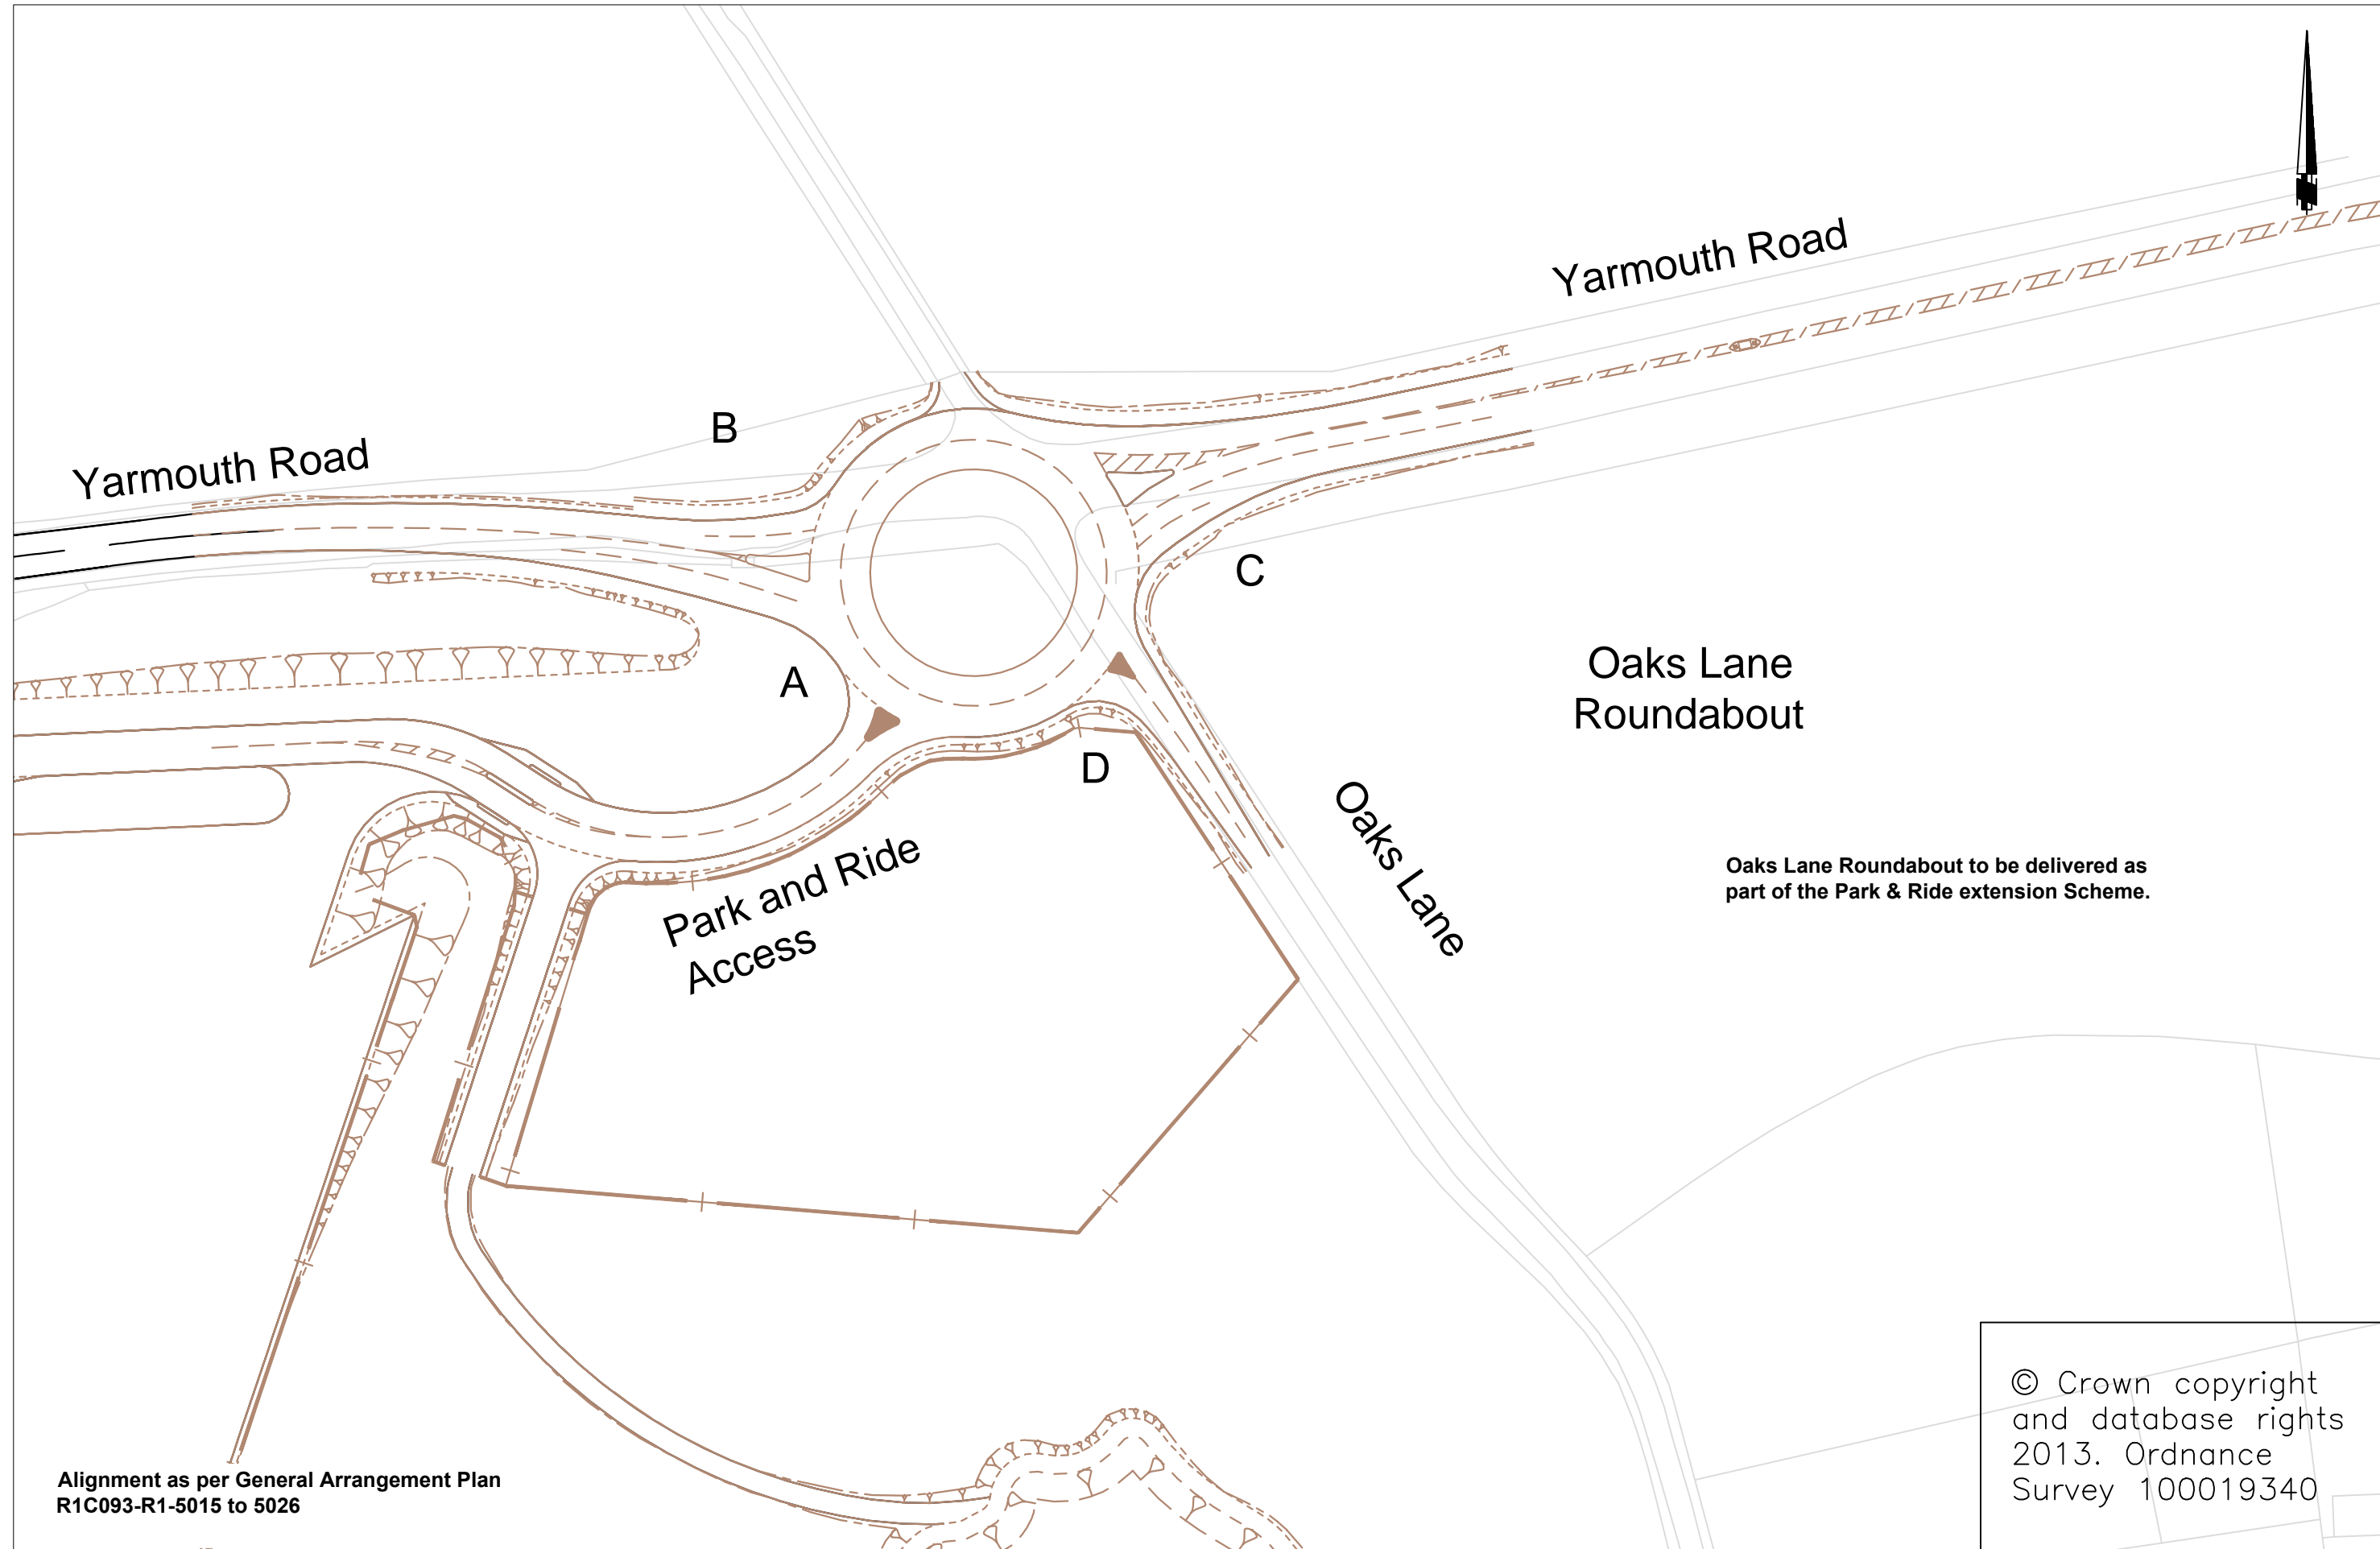 Yarmouth Road
Yarmouth Road
B
C
A
D
Oaks Lane
Roundabout
Oaks Lane
Park and Ride
Access
Oaks Lane Roundabout to be delivered as
part of the Park & Ride extension Scheme.
© Crown copyright
and database rights
2013. Ordnance
Survey 100019340
Alignment as per General Arrangement Plan
R1C093-R1-5015 to 5026